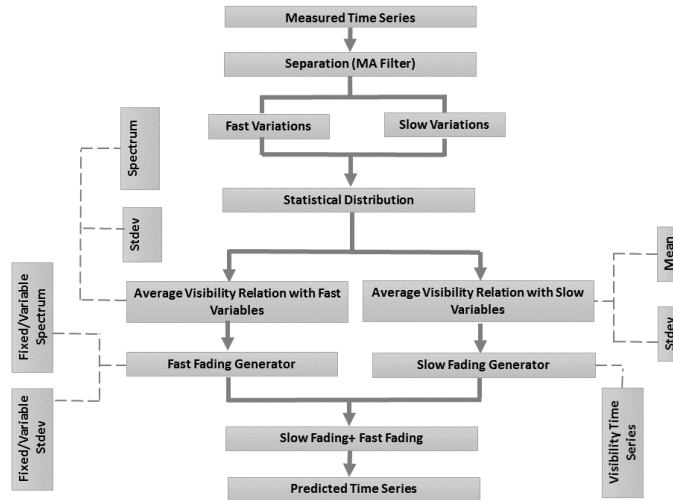 Measured Time Series
Separation (MA Filter)
Fast Variations
Slow Variations
Spectrum
Stdev
Statistical Distribution
Mean
Stdev
Average Visibility Relation with Fast
Variables
Average Visibility Relation with Slow
Variables
Fixed/Variable
Spectrum
Fast Fading Generator
Slow Fading Generator
Fixed/Variable
Stdev
Visibility Time
Series
Slow Fading+ Fast Fading
Predicted Time Series